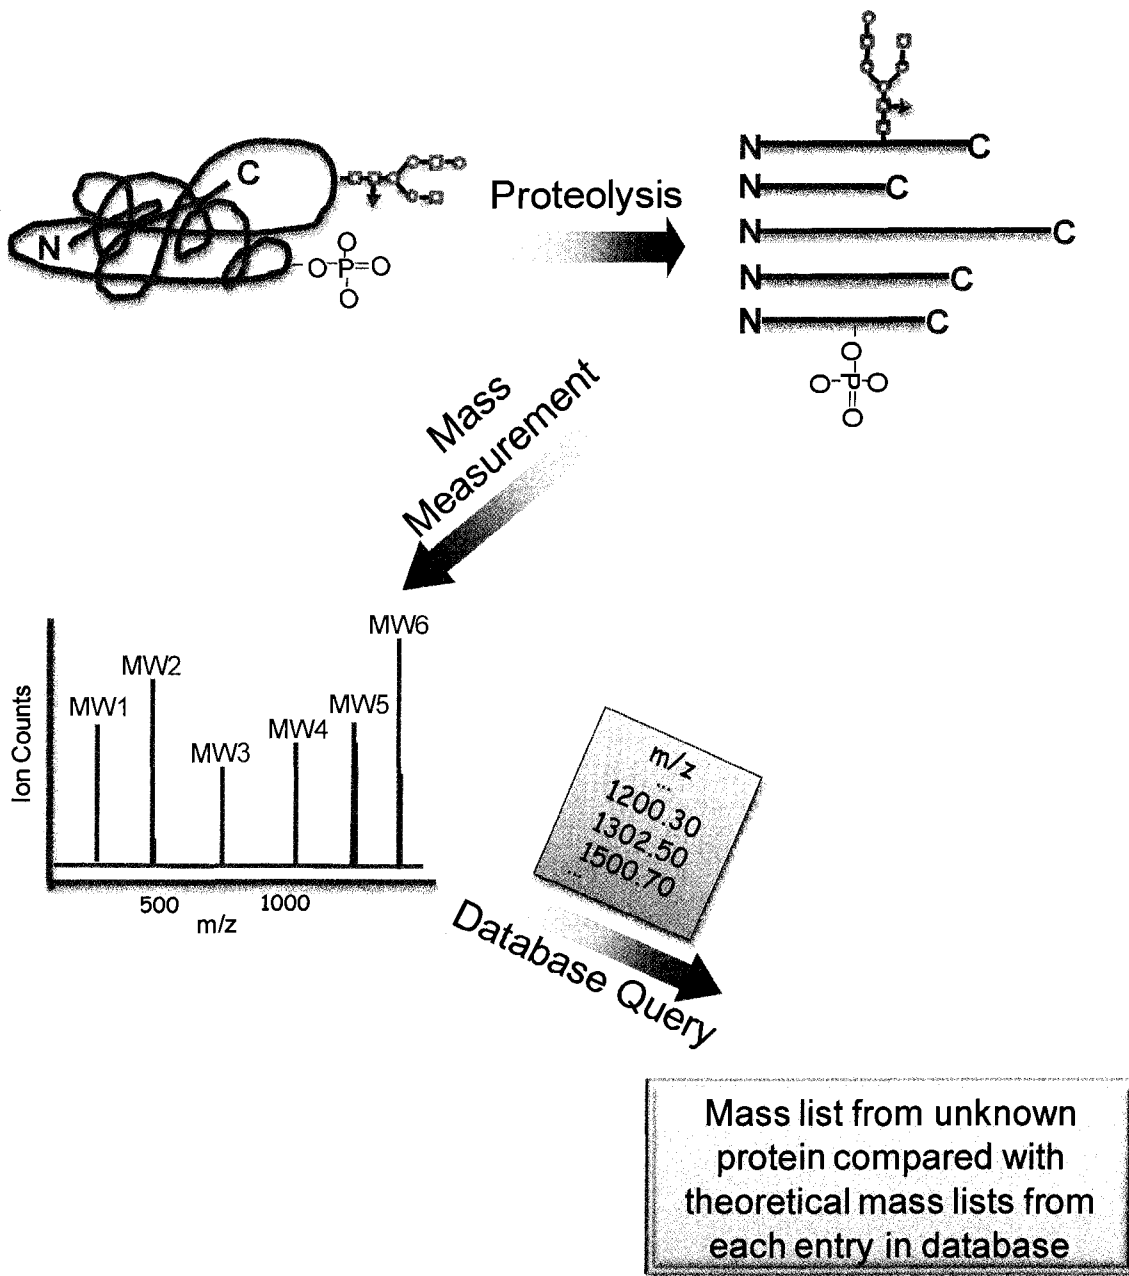 C
N
O-P=O
O
O
Proteolysis
N C
N C
N C
N C
N C
O
O-P-O
O
Mass
Measurement
MW6
MW2
MW1
MW5
MW4
MW3
Ion Counts
500 1000
m/z
m/z
...
1200.30
1302.50
1500.70
...
Database Query
Mass list from unknown
protein compared with
theoretical mass lists from
each entry in database